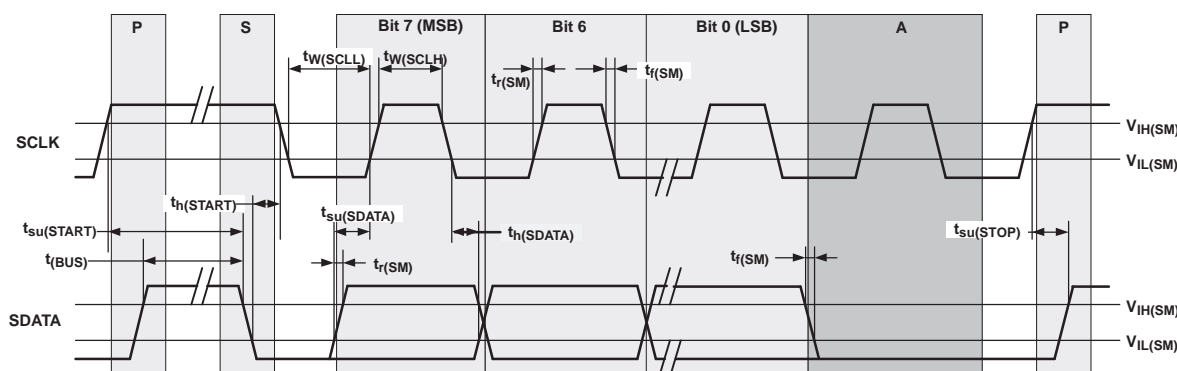 P S Bit 7 (MSB) Bit 6 Bit 0 (LSB) A P
tW(SCLL) tW(SCLH)
tr(SM) tf(SM)
VIH(SM)
SCLK
VIL(SM)
th(START)
tsu(SDATA)
tsu(START) th(SDATA) tsu(STOP)
t(BUS) tr(SM) tf(SM)
VIH(SM)
SDATA
VIL(SM)